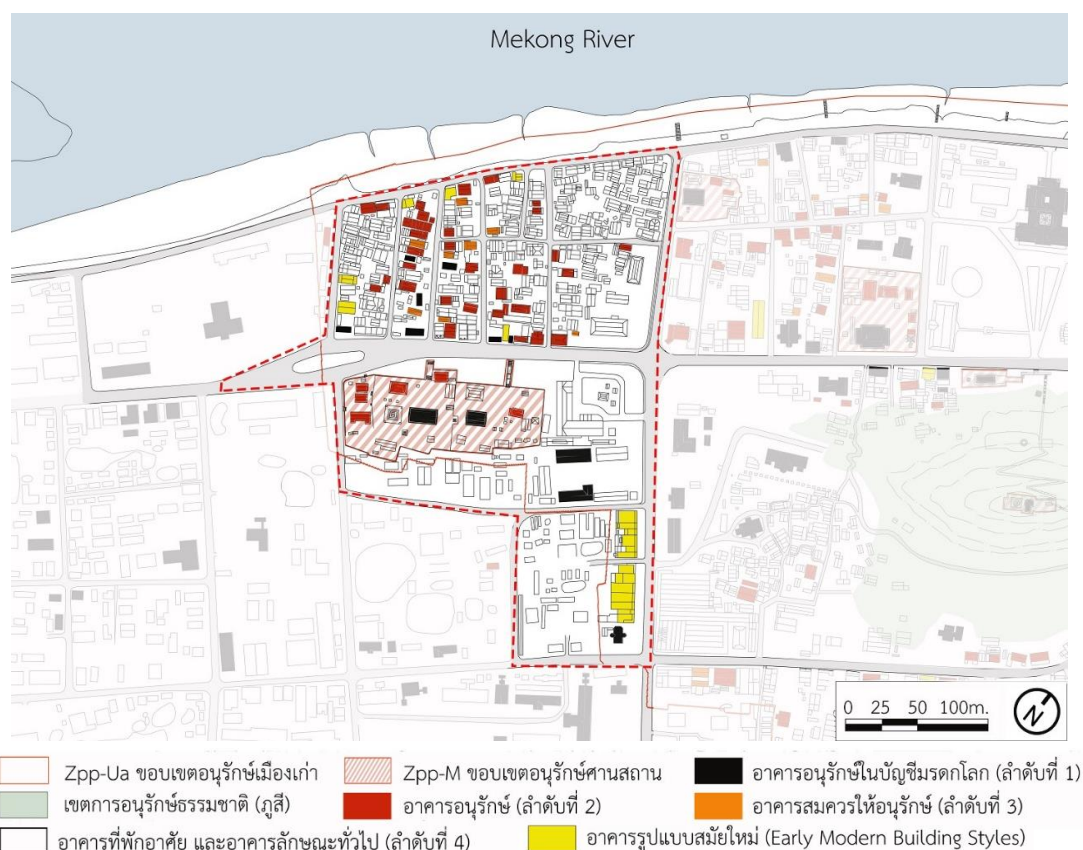 Mekong River
0 25 50 100m.
N
Zpp-Ua ขอบเขตอนุรักษ์เมืองเก่า Zpp-M ขอบเขตอนุรักษ์ศานสถาน อาคารอนุรักษ์ในบัญชีมรดกโลก (ลำดับที่ 1)
เขตการอนุรักษ์ธรรมชาติ (ภูสี) อาคารอนุรักษ์ (ลำดับที่ 2) อาคารสมควรให้อนุรักษ์ (ลำดับที่ 3)
อาคารที่พักอาศัย และอาคารลักษณะทั่วไป (ลำดับที่ 4) อาคารรูปแบบสมัยใหม่ (Early Modern Building Styles)